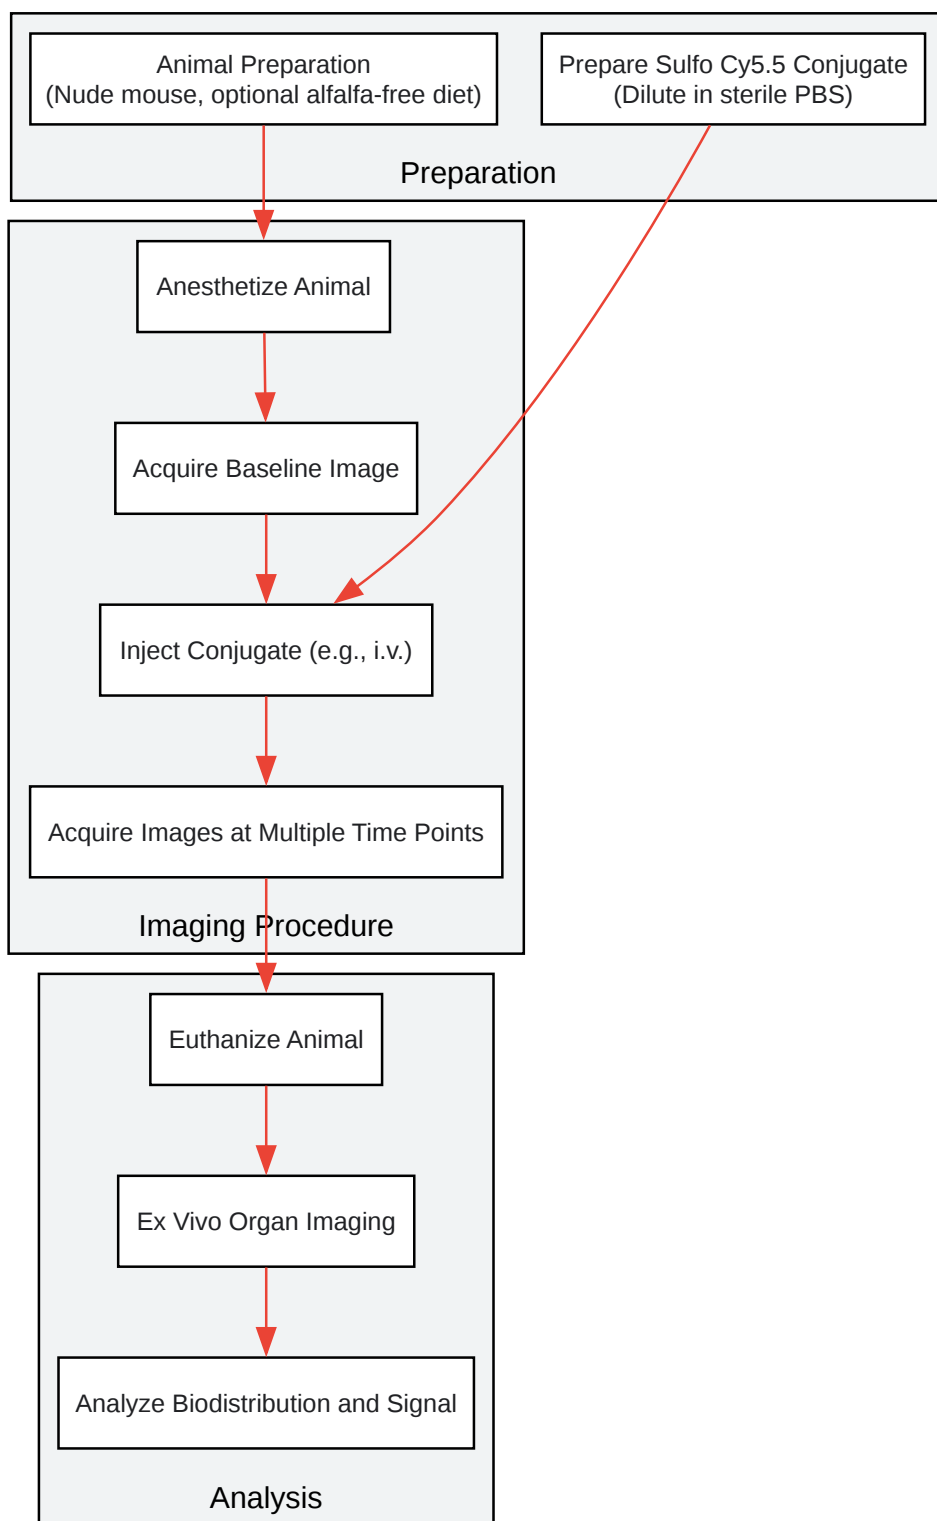 Animal Preparation
(Nude mouse, optional alfalfa-free diet)
Prepare Sulfo Cy5.5 Conjugate
(Dilute in sterile PBS)
Preparation
Anesthetize Animal
Acquire Baseline Image
Inject Conjugate (e.g., i.v.)
Acquire Images at Multiple Time Points
Imaging Procedure
Euthanize Animal
Ex Vivo Organ Imaging
Analyze Biodistribution and Signal
Analysis